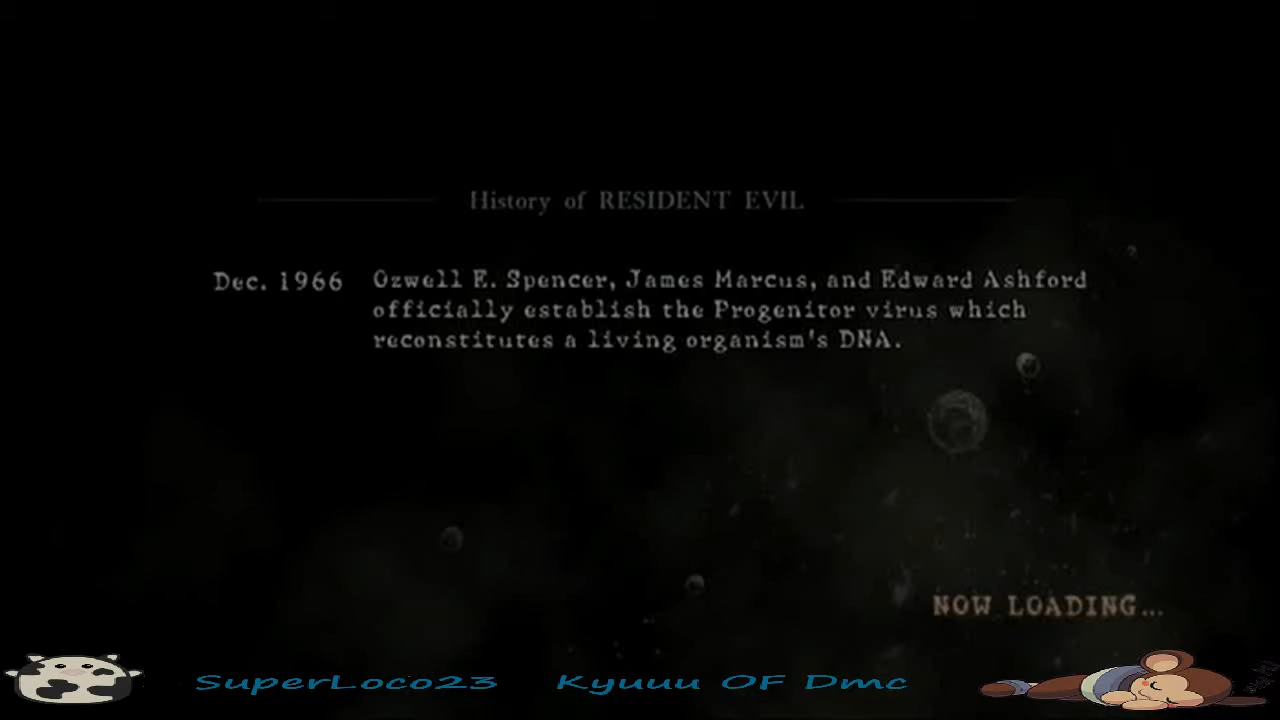 History of RESIDENT EVIL
Dec. 1966 Ozwell E. Spencer, James Marcus, and Edward Ashford
officially establish the Progenitor virus which
reconstitutes a living organism's DNA.
NOW LOADING...
SuperLoco23 Kyuuu OF Dmc